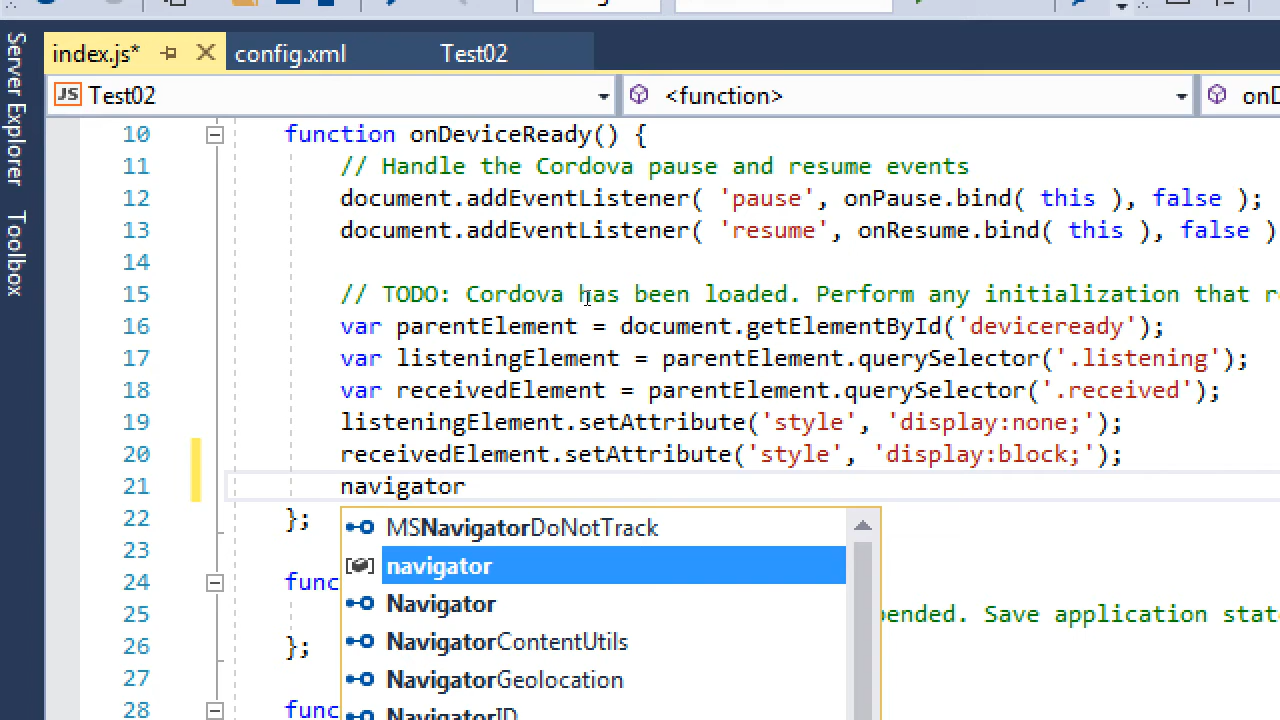 Server Explorer
Toolbox
index.js*
config.xml
Test02
JS Test02
<function>
10 function onDeviceReady() {
11 // Handle the Cordova pause and resume events
12 document.addEventListener( 'pause', onPause.bind( this ), false );
13 document.addEventListener( 'resume', onResume.bind( this ), false )
14
15 // TODO: Cordova has been loaded. Perform any initialization that
16 var parentElement = document.getElementById('deviceready');
17 var listeningElement = parentElement.querySelector('.listening');
18 var receivedElement = parentElement.querySelector('.received');
19 listeningElement.setAttribute('style', 'display:none;');
20 receivedElement.setAttribute('style', 'display:block;');
21 navigator
22 };
MSNavigatorDoNotTrack
23
navigator
24 func
Navigator
25 ended. Save application stat
26 };
NavigatorContentUtils
27
NavigatorGeolocation
28 func
NavigatorID